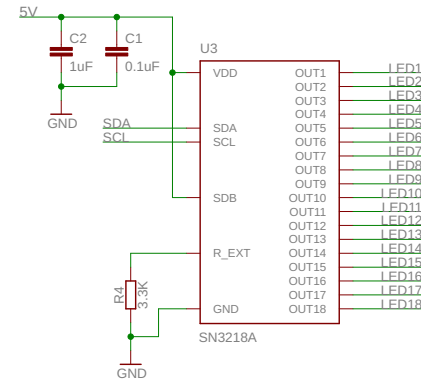 5V
C2
C1
1uF
0.1uF
GND
U3
VDD
SDA
SCL
SDA
SCL
SDB
R_EXT
GND
R4
3.3K
GND
SN3218A
OUT1 LED1
OUT2 LED2
OUT3 LED3
OUT4 LED4
OUT5 LED5
OUT6 LED6
OUT7 LED7
OUT8 LED8
OUT9 LED9
OUT10 LED10
OUT11 LED11
OUT12 LED12
OUT13 LED13
OUT14 LED14
OUT15 LED15
OUT16 LED16
OUT17 LED17
OUT18 LED18